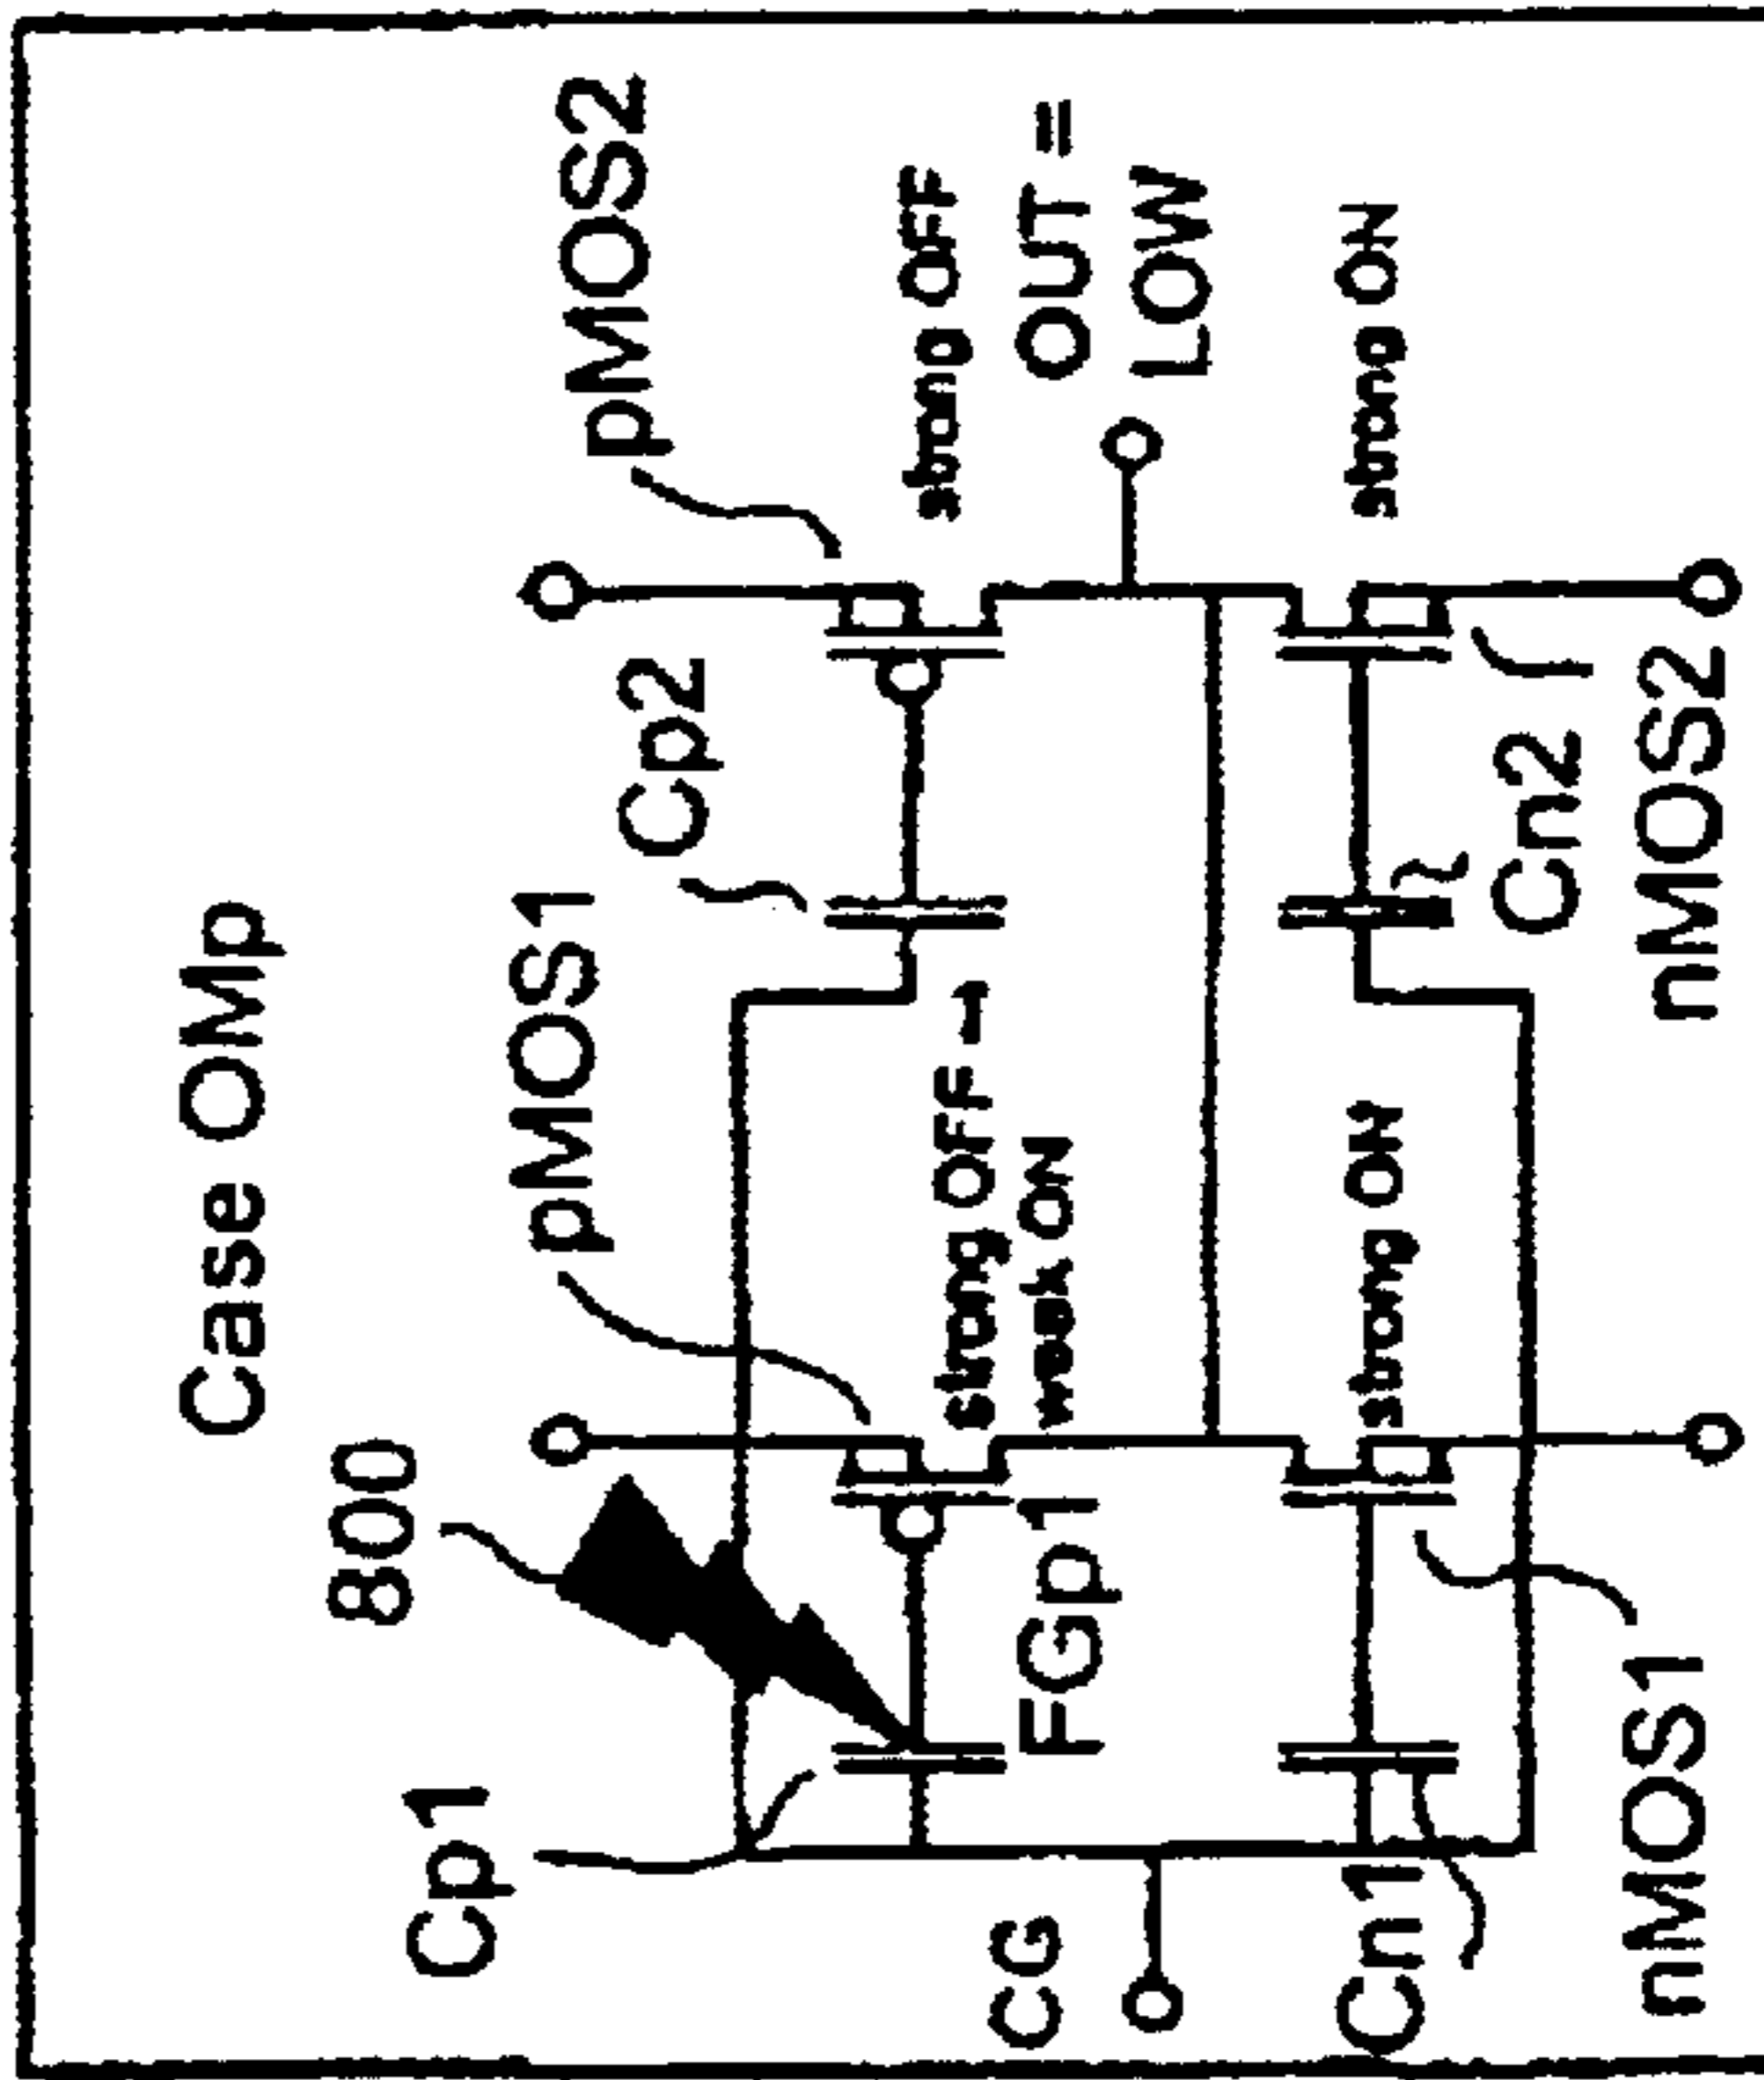 Case OMp
800
pMOS1
pMOS2
Cp1
Cp2
strong OFF →
weak ON
strong OFF
FGp1
CG
OUT =
LOW
strong ON
strong ON
Cn1
Cn2
nMOS1
nMOS2